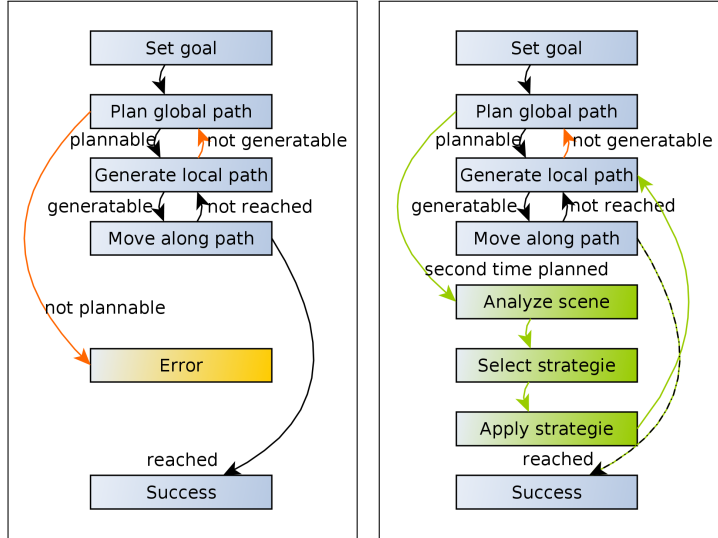 Set goal
Plan global path
plannable
not generatable
Generate local path
generatable
not reached
Move along path
not plannable
Error
reached
Success
Set goal
Plan global path
plannable
not generatable
Generate local path
generatable
not reached
Move along path
second time planned
Analyze scene
Select strategie
Apply strategie
reached
Success